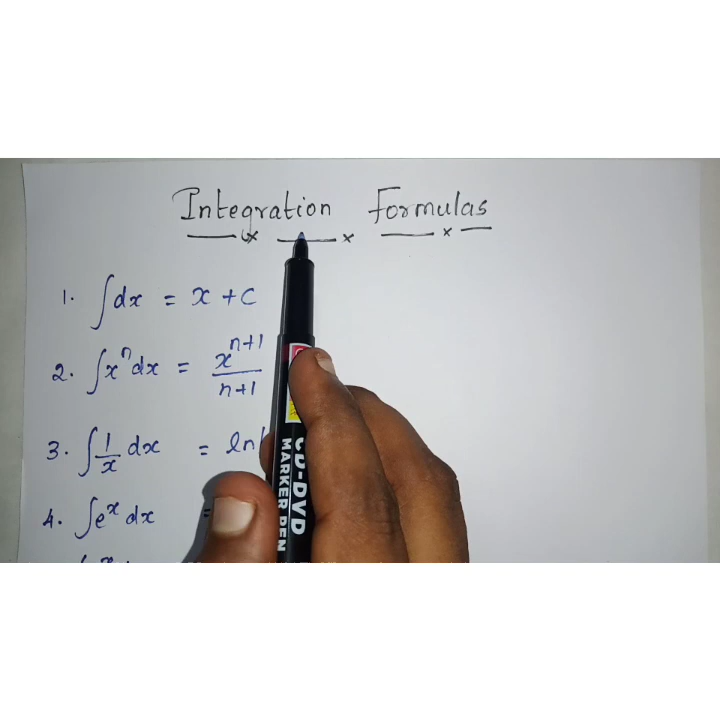 Integration Formulas
1. ∫dx = x + c
2. ∫xⁿdx = xⁿ⁺¹/n+1
3. ∫1/x dx = ln
4. ∫eˣ dx =
CD-DVD
MARKER PEN